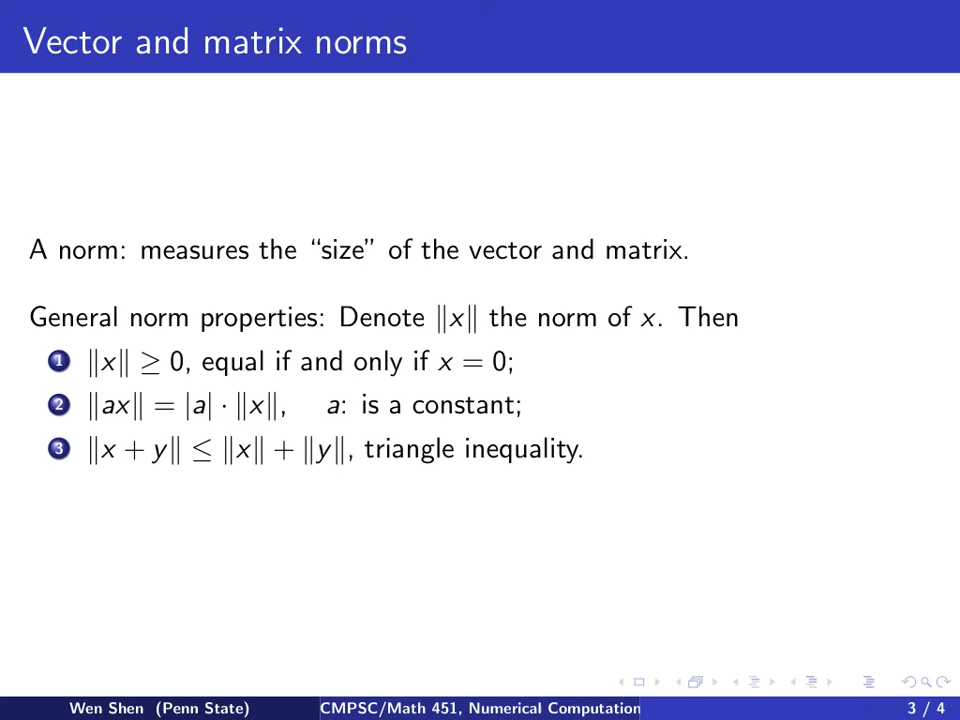 Vector and matrix norms
A norm: measures the “size” of the vector and matrix.
General norm properties: Denote ‖x‖ the norm of x. Then
1 ‖x‖ ≥ 0, equal if and only if x = 0;
2 ‖ax‖ = |a| · ‖x‖, a: is a constant;
3 ‖x + y‖ ≤ ‖x‖ + ‖y‖, triangle inequality.
Wen Shen (Penn State) CMPSC/Math 451, Numerical Computation 3 / 4